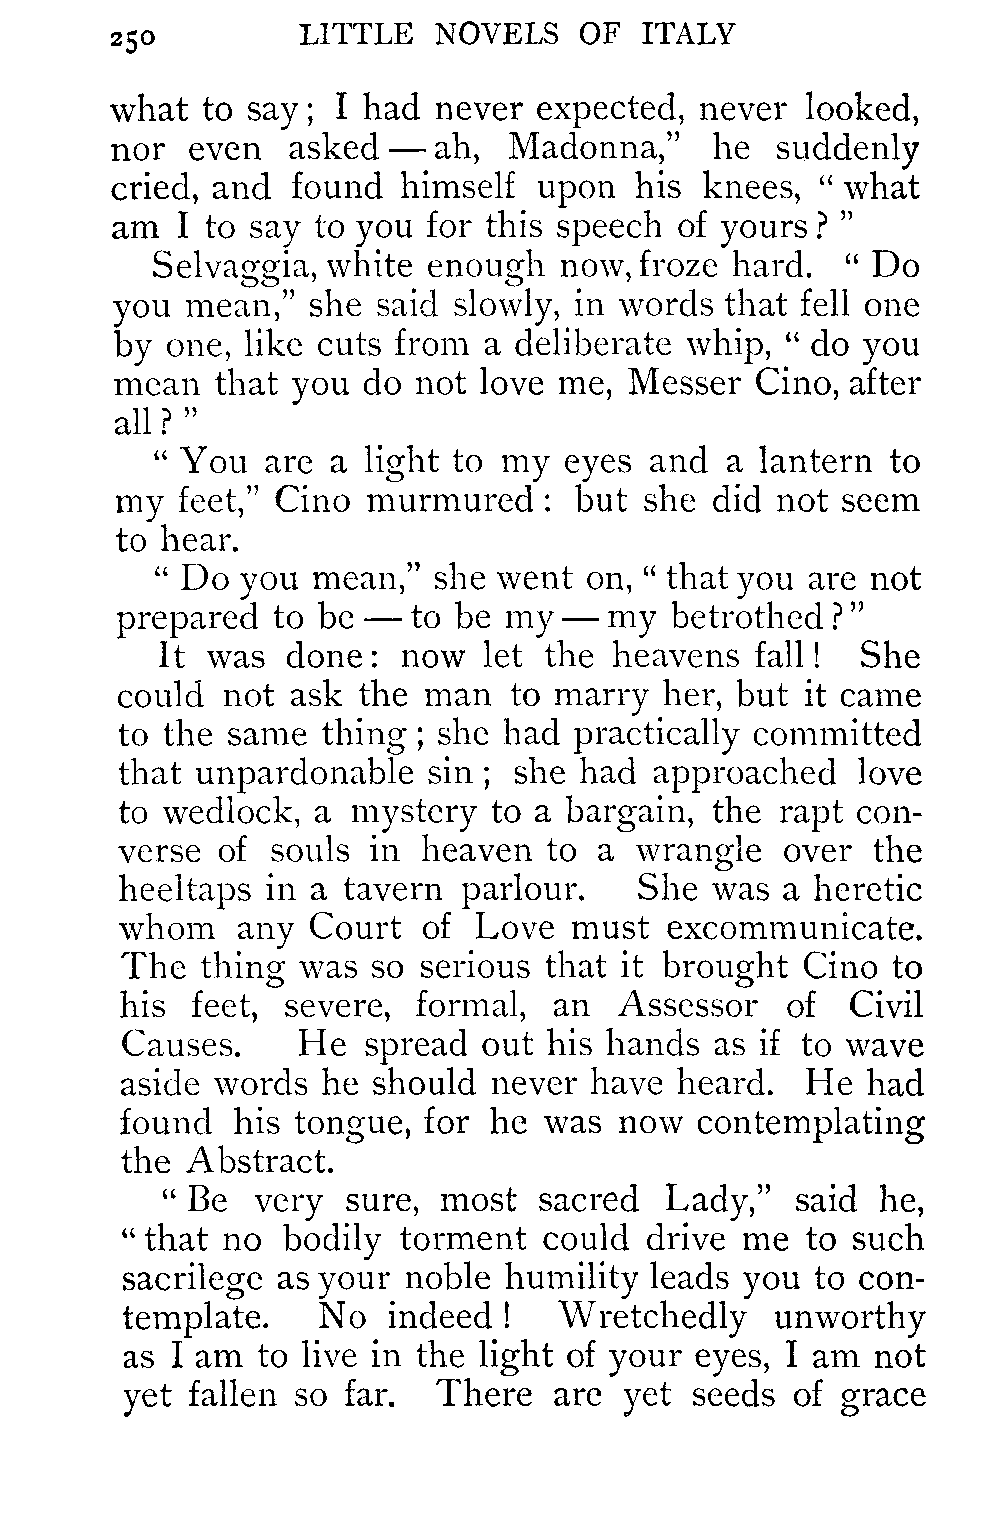 250 LITTLE NOVELS OF ITALY
what to say; I had never expected, never looked,
nor even asked — ah, Madonna,” he suddenly
cried, and found himself upon his knees, “what
am I to say to you for this speech of yours?”
Selvaggia, white enough now, froze hard. “Do
you mean,” she said slowly, in words that fell one
by one, like cuts from a deliberate whip, “do you
mean that you do not love me, Messer Cino, after
all?”
“You are a light to my eyes and a lantern to
my feet,” Cino murmured: but she did not seem
to hear.
“Do you mean,” she went on, “that you are not
prepared to be — to be my — my betrothed?”
It was done: now let the heavens fall! She
could not ask the man to marry her, but it came
to the same thing; she had practically committed
that unpardonable sin; she had approached love
to wedlock, a mystery to a bargain, the rapt con-
verse of souls in heaven to a wrangle over the
heeltaps in a tavern parlour. She was a heretic
whom any Court of Love must excommunicate.
The thing was so serious that it brought Cino to
his feet, severe, formal, an Assessor of Civil
Causes. He spread out his hands as if to wave
aside words he should never have heard. He had
found his tongue, for he was now contemplating
the Abstract.
“Be very sure, most sacred Lady,” said he,
“that no bodily torment could drive me to such
sacrilege as your noble humility leads you to con-
template. No indeed! Wretchedly unworthy
as I am to live in the light of your eyes, I am not
yet fallen so far. There are yet seeds of grace